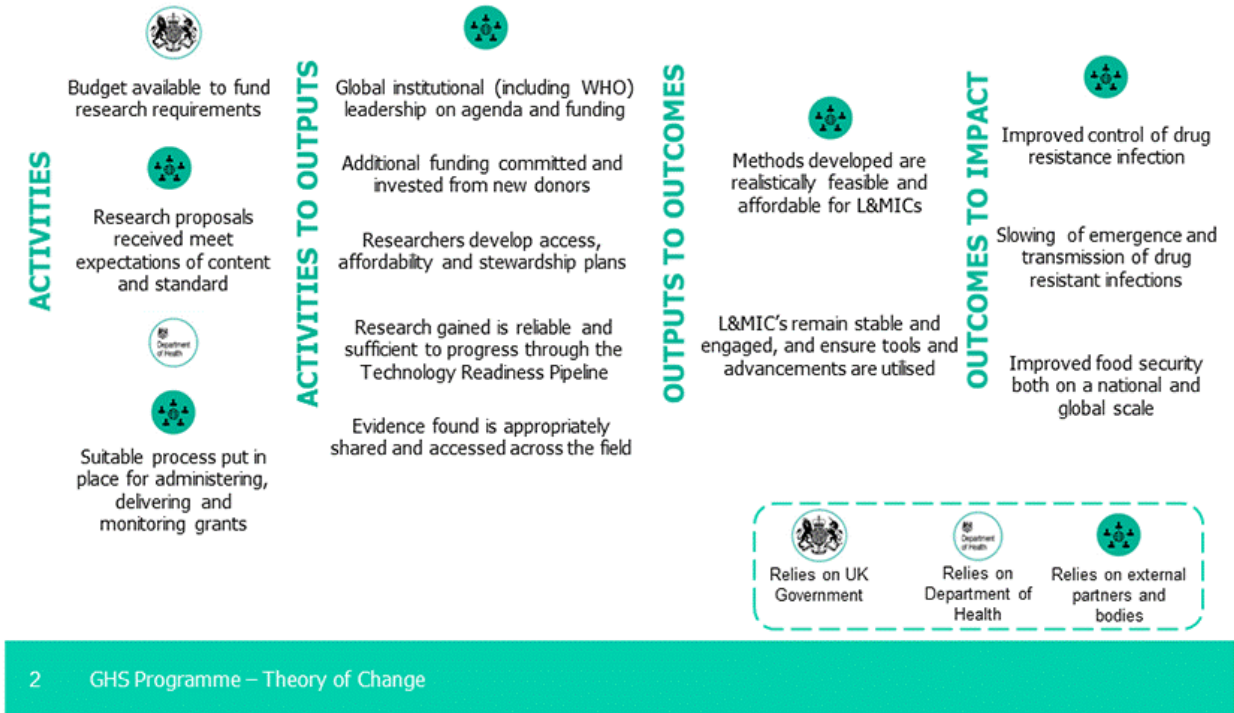 ACTIVITIES
Budget available to fund
research requirements
Research proposals
received meet
expectations of content
and standard
Department
of Health
Suitable process put in
place for administering,
delivering and
monitoring grants
ACTIVITIES TO OUTPUTS
Global institutional (including WHO)
leadership on agenda and funding
Additional funding committed and
invested from new donors
Researchers develop access,
affordability and stewardship plans
Research gained is reliable and
sufficient to progress through the
Technology Readiness Pipeline
Evidence found is appropriately
shared and accessed across the field
OUTPUTS TO OUTCOMES
Methods developed are
realistically feasible and
affordable for L&MICs
L&MIC’s remain stable and
engaged, and ensure tools and
advancements are utilised
OUTCOMES TO IMPACT
Improved control of drug
resistance infection
Slowing of emergence and
transmission of drug
resistant infections
Improved food security
both on a national and
global scale
Relies on UK
Government
Department
of Health
Relies on
Department of
Health
Relies on external
partners and
bodies
2 GHS Programme – Theory of Change